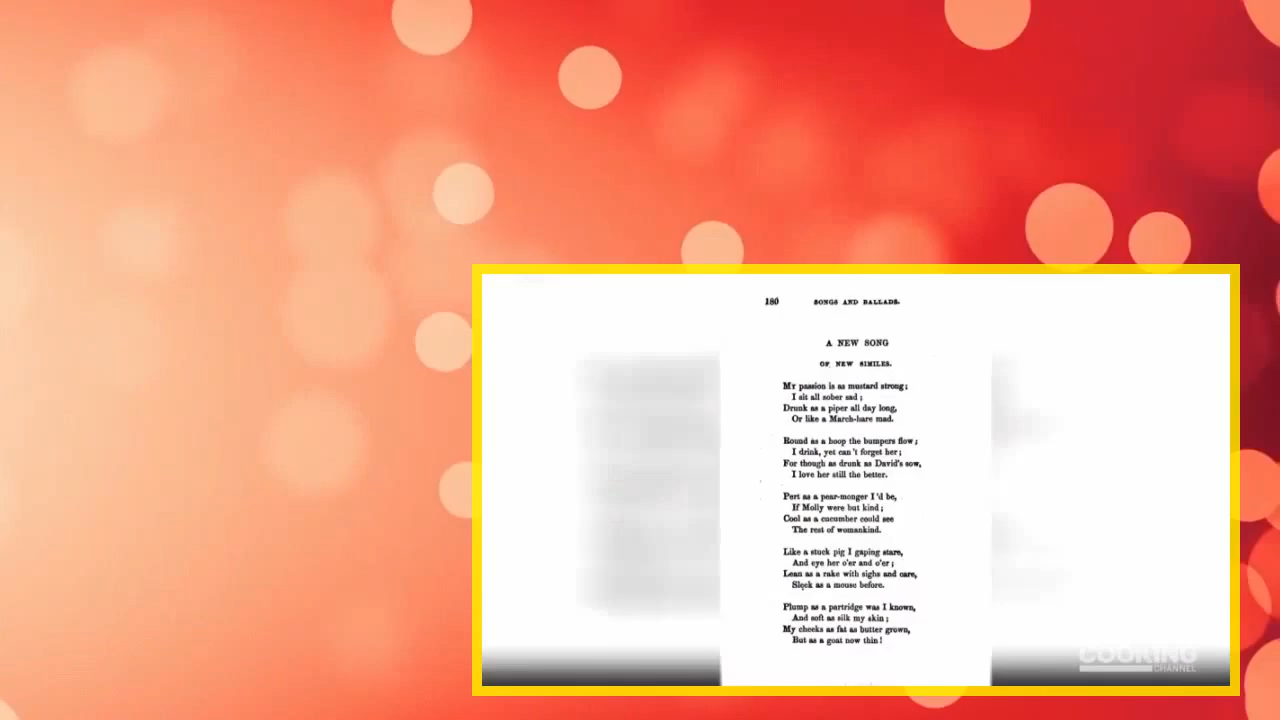 180
SONGS AND BALLADS.
A NEW SONG
OF NEW SIMILES.
My passion is as mustard strong;
I sit all sober sad;
Drunk as a piper all day long,
Or like a March-hare mad.
Round as a hoop the bumpers flow;
I drink, yet can't forget her;
For though as drunk as David's sow,
I love her still the better.
Pert as a pear-monger I'd be,
If Molly were but kind;
Cool as a cucumber could see
The rest of womankind.
Like a stuck pig I gaping stare,
And eye her o'er and o'er;
Lean as a rake with sighs and care,
Sleek as a mouse before.
Plump as a partridge was I known,
And soft as silk my skin;
My cheeks as fat as butter grown,
But as a goat now thin!
COOKING
CHANNEL